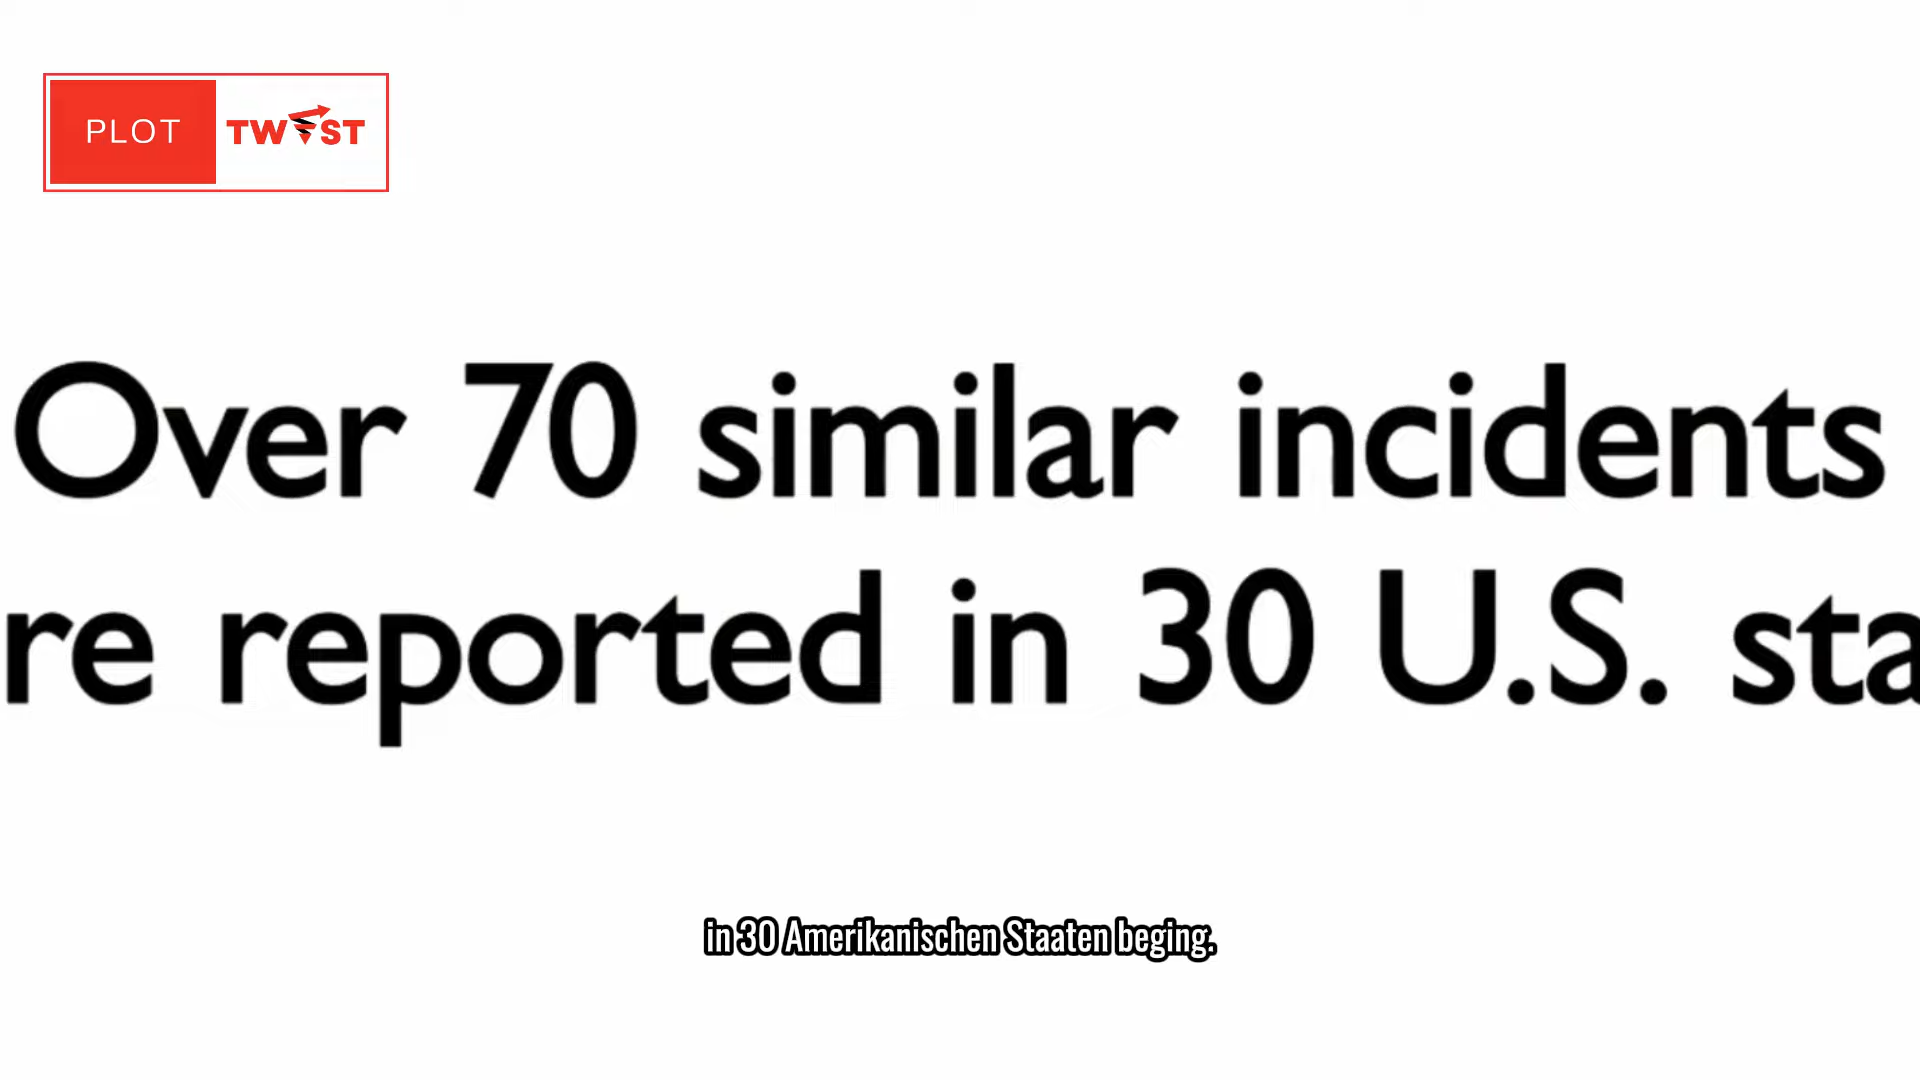 PLOT TWIST
Over 70 similar incidents
re reported in 30 U.S. sta
in 30 Amerikanischen Staaten beging.